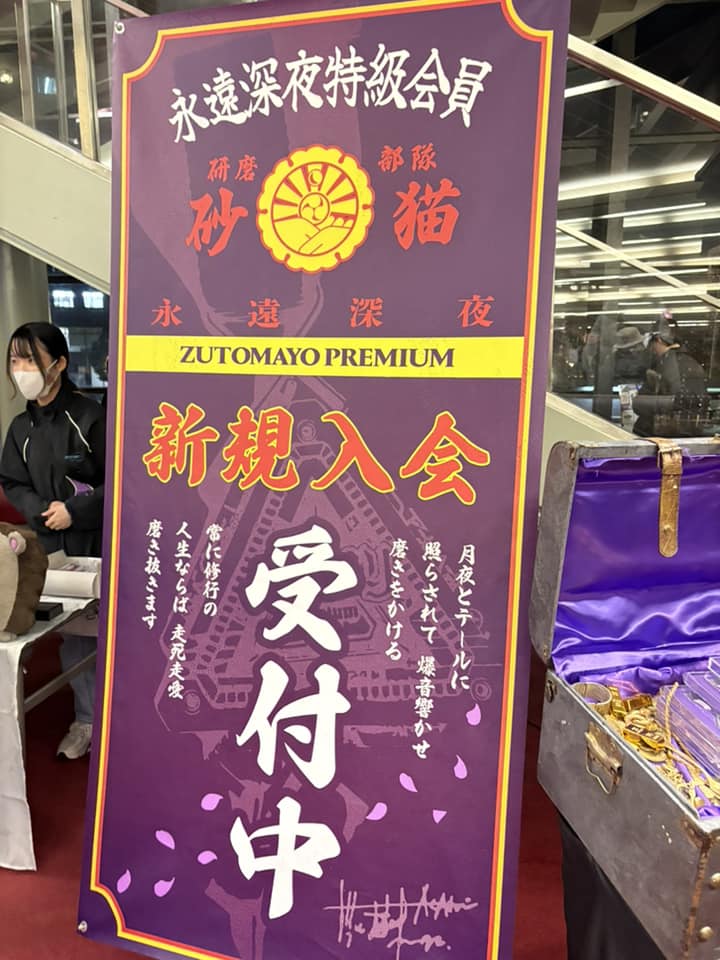 永遠深夜特級会員
研磨 部隊
砂 猫
永遠深夜
ZUTOMAYO PREMIUM
新規入会
受付中
月夜とテールに
照らされて 爆音響かせ
磨きをかける
常に修行の
人生ならば 走死走愛
磨き抜きます